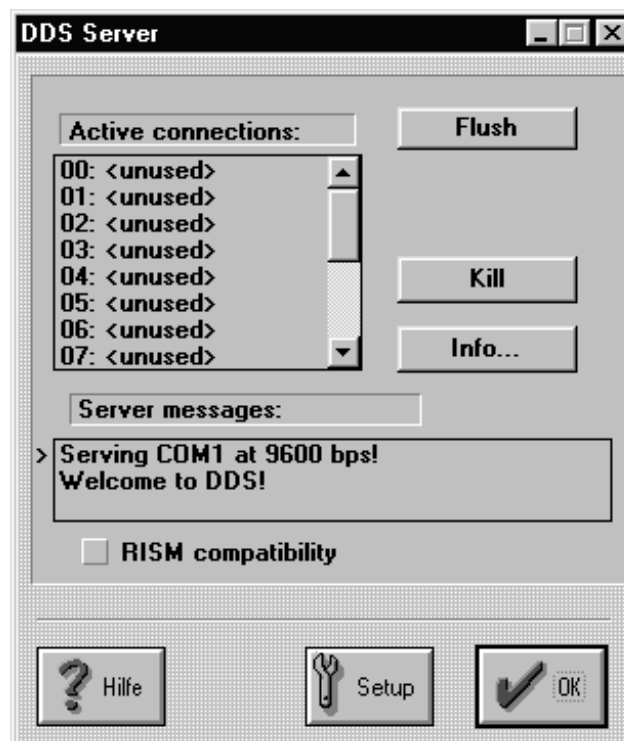 DDS Server
Active connections:
Flush
00: <unused>
01: <unused>
02: <unused>
03: <unused>
04: <unused>
05: <unused>
06: <unused>
07: <unused>
Kill
Info...
Server messages:
> Serving COM1 at 9600 bps!
Welcome to DDS!
RISM compatibility
Hilfe
Setup
OK